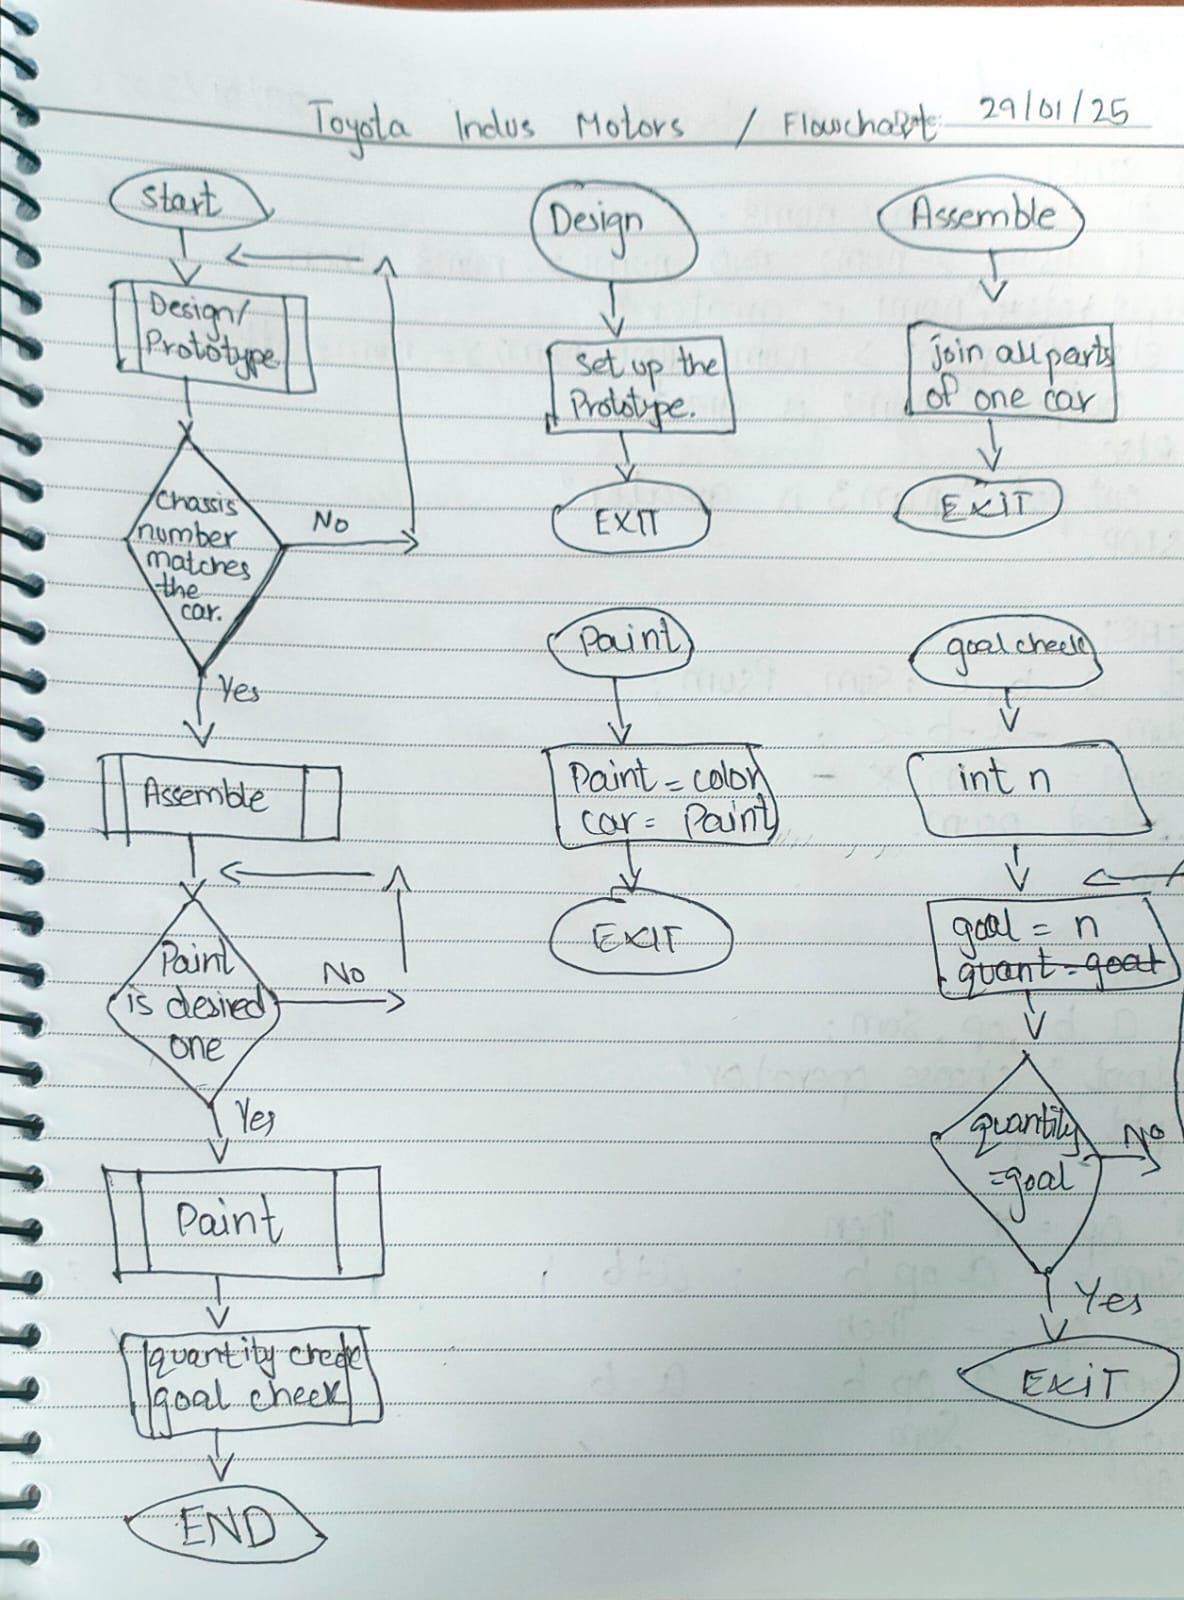 Toyota Indus Motors / Flowchart Date: 29/01/25
Start
Design/
Prototype
Chassis
number
matches
the
car.
No
Yes
Assemble
Paint
is desired
one
No
Yes
Paint
quantity check
goal check
END
Design
Set up the
Prototype.
EXIT
Assemble
join all parts
of one car
EXIT
Paint
Paint = color
car = Paint
EXIT
goal check
int n
goal = n
quant = goal
quantity
=goal
No
Yes
EXIT